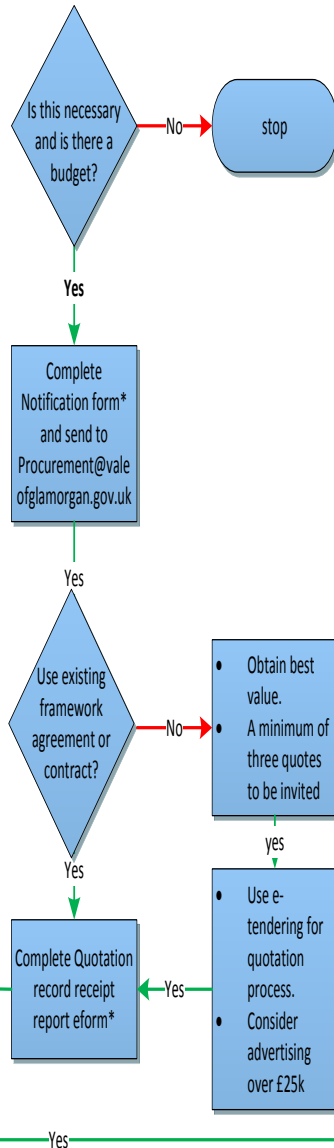 Is this necessary
and is there a
budget?
No
stop
Yes
Complete
Notification form*
and send to
Procurement@vale
ofglamorgan.gov.uk
Yes
Use existing
framework
agreement or
contract?
No
• Obtain best
value.
• A minimum of
three quotes
to be invited
yes
Yes
• Use e-
tendering for
quotation
process.
• Consider
advertising
over £25k
Yes
Complete Quotation
record receipt
report eform*
Yes